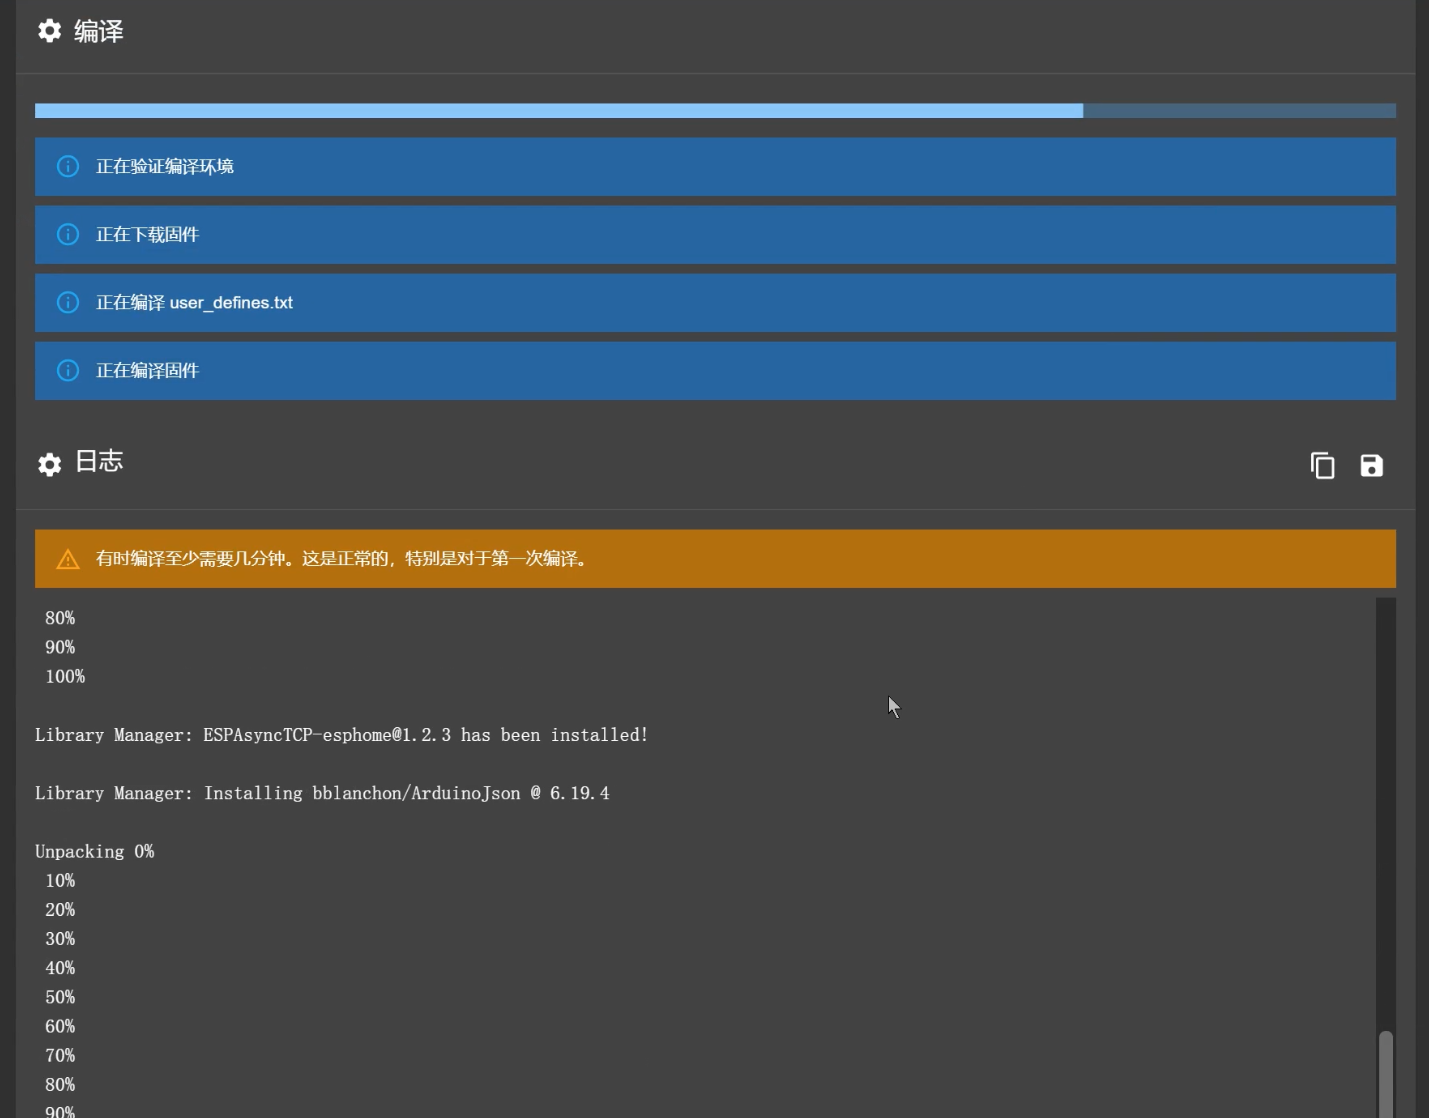 编译
正在验证编译环境
正在下载固件
正在编译 user_defines.txt
正在编译固件
日志
有时编译至少需要几分钟。这是正常的，特别是对于第一次编译。
80%
90%
100%
Library Manager: ESPAsyncTCP-esphome@1.2.3 has been installed!
Library Manager: Installing bblanchon/ArduinoJson @ 6.19.4
Unpacking 0%
10%
20%
30%
40%
50%
60%
70%
80%
90%